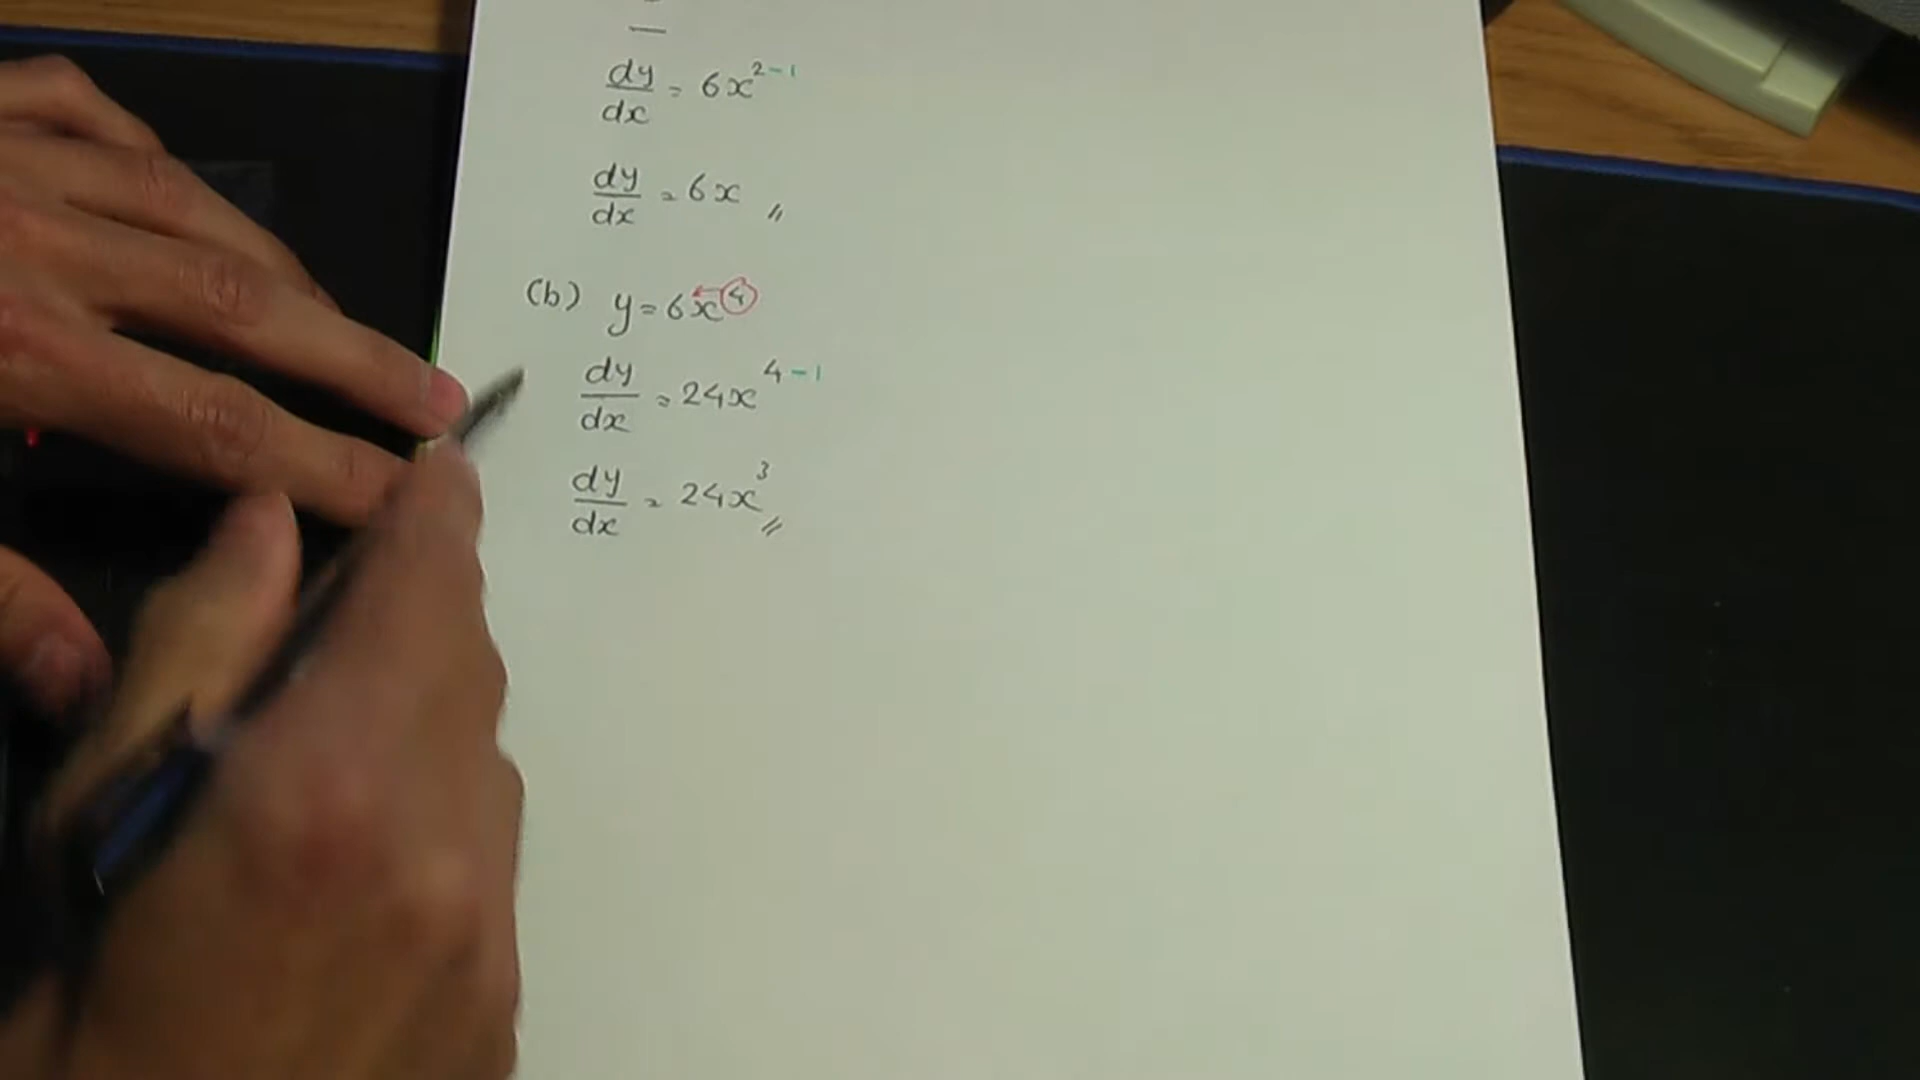 dy/dx = 6x^{2-1}
dy/dx = 6x //
(b) y = 6x^4
dy/dx = 24x^{4-1}
dy/dx = 24x^3 //